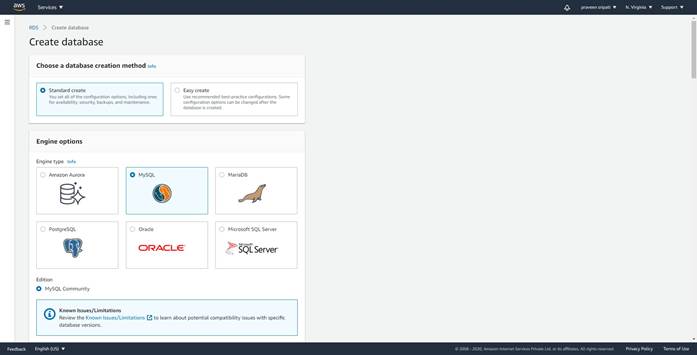 aws Services praveen sripati N. Virginia Support
RDS > Create database
Create database
Choose a database creation method Info
Standard create
You set all of the configuration options, including ones
for availability, security, backups, and maintenance.
Easy create
Use recommended best-practice configurations. Some
configuration options can be changed after the
database is created.
Engine options
Engine type Info
Amazon Aurora
MySQL
MariaDB
PostgreSQL
Oracle
ORACLE
Microsoft SQL Server
Microsoft
SQL Server
Edition
MySQL Community
Known Issues/Limitations
Review the Known Issues/Limitations to learn about potential compatibility issues with specific
database versions.
Feedback English (US) © 2008 - 2020, Amazon Internet Services Private Ltd. or its affiliates. All rights reserved. Privacy Policy Terms of Use